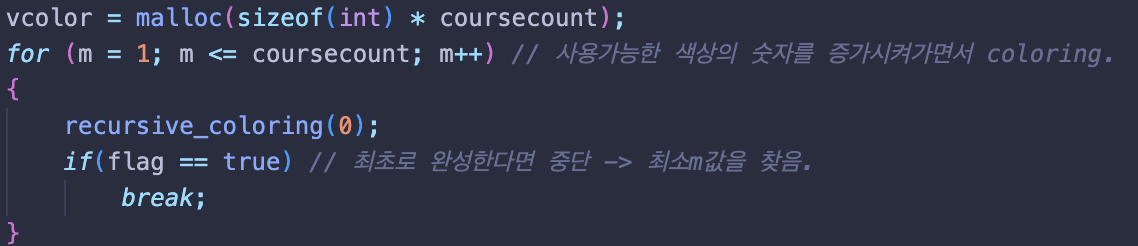 vcolor = malloc(sizeof(int) * coursecount);
for (m = 1; m <= coursecount; m++) // 사용가능한 색상의 숫자를 증가시켜가면서 coloring.
{
    recursive_coloring(0);
    if(flag == true) // 최초로 완성한다면 중단 -> 최소m값을 찾음.
        break;
}